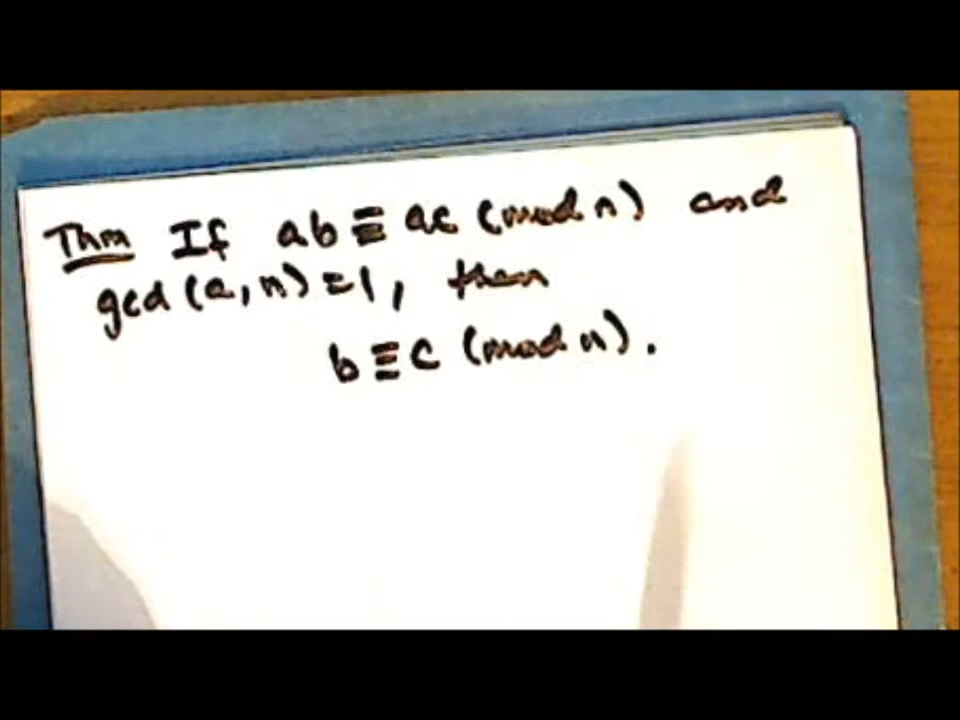 Thm If ab ≡ ac (mod n) and
gcd(a, n) = 1, then
b ≡ c (mod n).